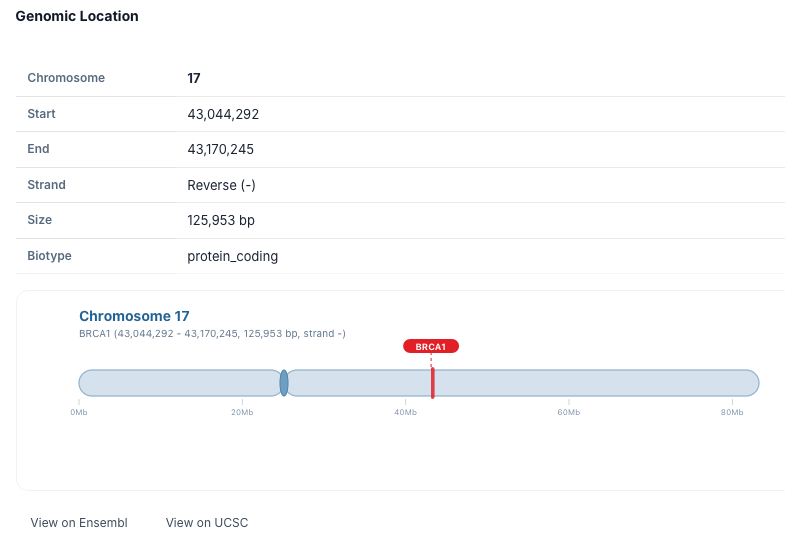 Genomic Location
Chromosome 17
Start 43,044,292
End 43,170,245
Strand Reverse (-)
Size 125,953 bp
Biotype protein_coding
Chromosome 17
BRCA1 (43,044,292 - 43,170,245, 125,953 bp, strand -)
BRCA1
0Mb 20Mb 40Mb 60Mb 80Mb
View on Ensembl View on UCSC